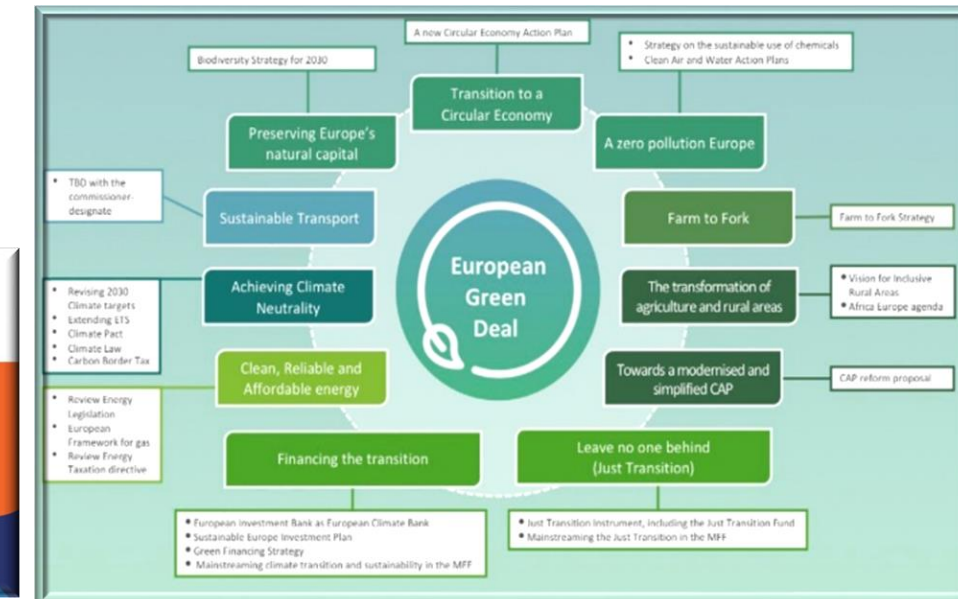 A new Circular Economy Action Plan
Biodiversity Strategy for 2030
• Strategy on the sustainable use of chemicals
• Clean Air and Water Action Plans
Transition to a
Circular Economy
Preserving Europe's
natural capital
A zero pollution Europe
• TBD with the
commissioner-
designate
Sustainable Transport
Farm to Fork
Farm to Fork Strategy
European
Green
Deal
• Revising 2030
Climate targets
• Extending ETS
• Climate Pact
• Climate Law
• Carbon Border Tax
Achieving Climate
Neutrality
The transformation of
agriculture and rural areas
• Vision for Inclusive
Rural Areas
• Africa Europe agenda
Clean, Reliable and
Affordable energy
Towards a modernised and
simplified CAP
CAP reform proposal
• Review Energy
Legislation
• European
Framework for gas
• Review Energy
Taxation directive
Financing the transition
Leave no one behind
(Just Transition)
• European Investment Bank as European Climate Bank
• Sustainable Europe Investment Plan
• Green Financing Strategy
• Mainstreaming climate transition and sustainability in the MFF
• Just Transition Instrument, including the Just Transition Fund
• Mainstreaming the Just Transition in the MFF